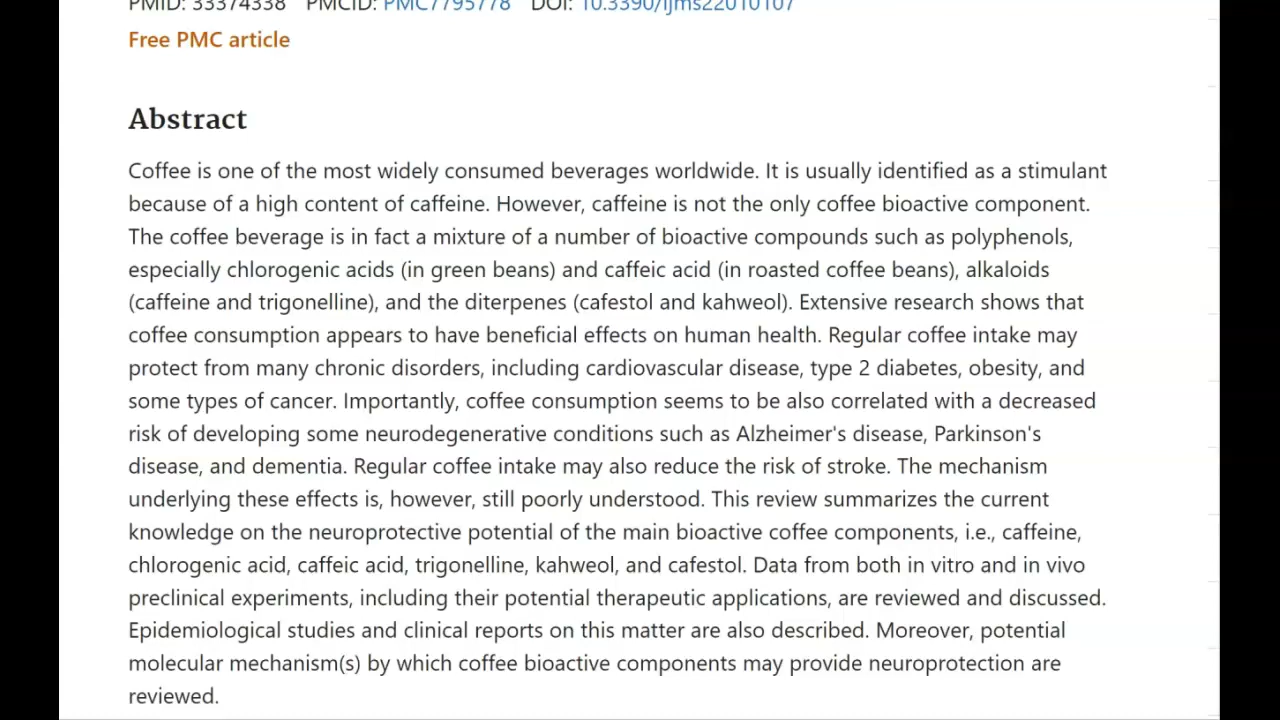 PMID: 33374338 PMCID: PMC7795778 DOI: 10.3390/ijms22010107
Free PMC article
Abstract
Coffee is one of the most widely consumed beverages worldwide. It is usually identified as a stimulant
because of a high content of caffeine. However, caffeine is not the only coffee bioactive component.
The coffee beverage is in fact a mixture of a number of bioactive compounds such as polyphenols,
especially chlorogenic acids (in green beans) and caffeic acid (in roasted coffee beans), alkaloids
(caffeine and trigonelline), and the diterpenes (cafestol and kahweol). Extensive research shows that
coffee consumption appears to have beneficial effects on human health. Regular coffee intake may
protect from many chronic disorders, including cardiovascular disease, type 2 diabetes, obesity, and
some types of cancer. Importantly, coffee consumption seems to be also correlated with a decreased
risk of developing some neurodegenerative conditions such as Alzheimer's disease, Parkinson's
disease, and dementia. Regular coffee intake may also reduce the risk of stroke. The mechanism
underlying these effects is, however, still poorly understood. This review summarizes the current
knowledge on the neuroprotective potential of the main bioactive coffee components, i.e., caffeine,
chlorogenic acid, caffeic acid, trigonelline, kahweol, and cafestol. Data from both in vitro and in vivo
preclinical experiments, including their potential therapeutic applications, are reviewed and discussed.
Epidemiological studies and clinical reports on this matter are also described. Moreover, potential
molecular mechanism(s) by which coffee bioactive components may provide neuroprotection are
reviewed.